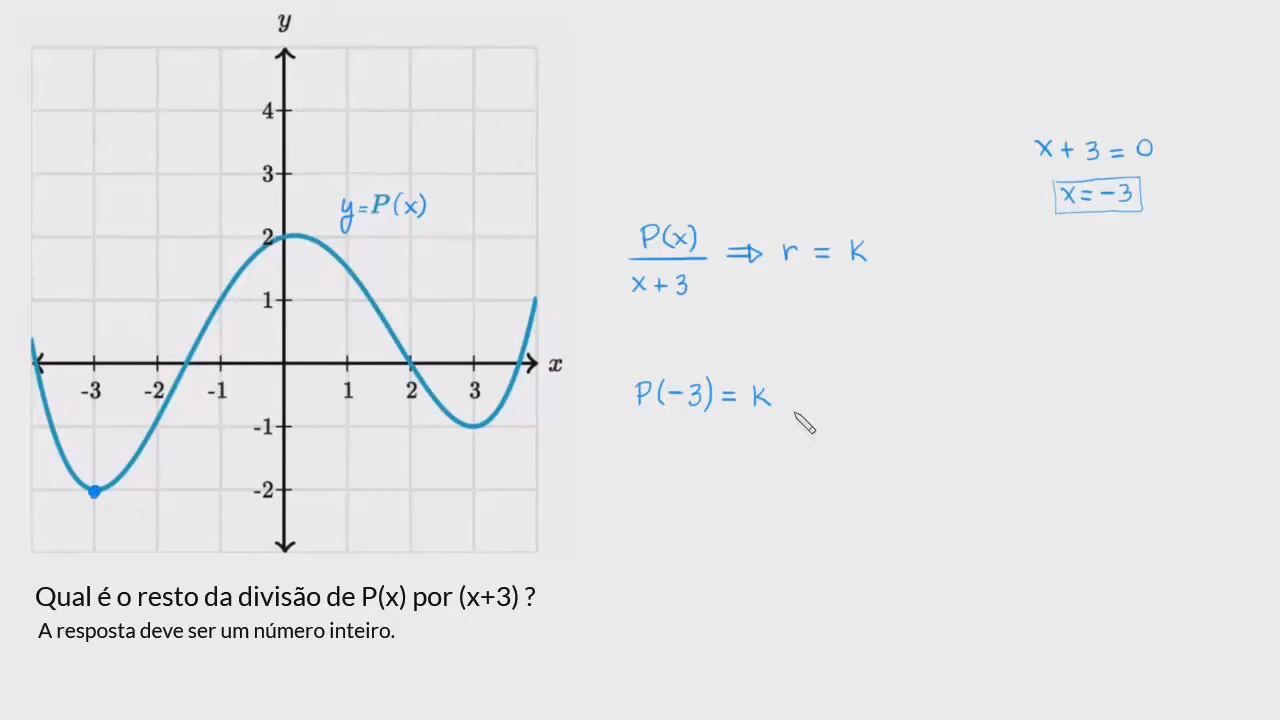 y
4
3
2
1
-1
-2
-3 -2 -1 1 2 3
x
y=P(x)
P(x)
x + 3
⇒ r = K
P(-3) = K
x + 3 = 0
x = -3
Qual é o resto da divisão de P(x) por (x+3) ?
A resposta deve ser um número inteiro.